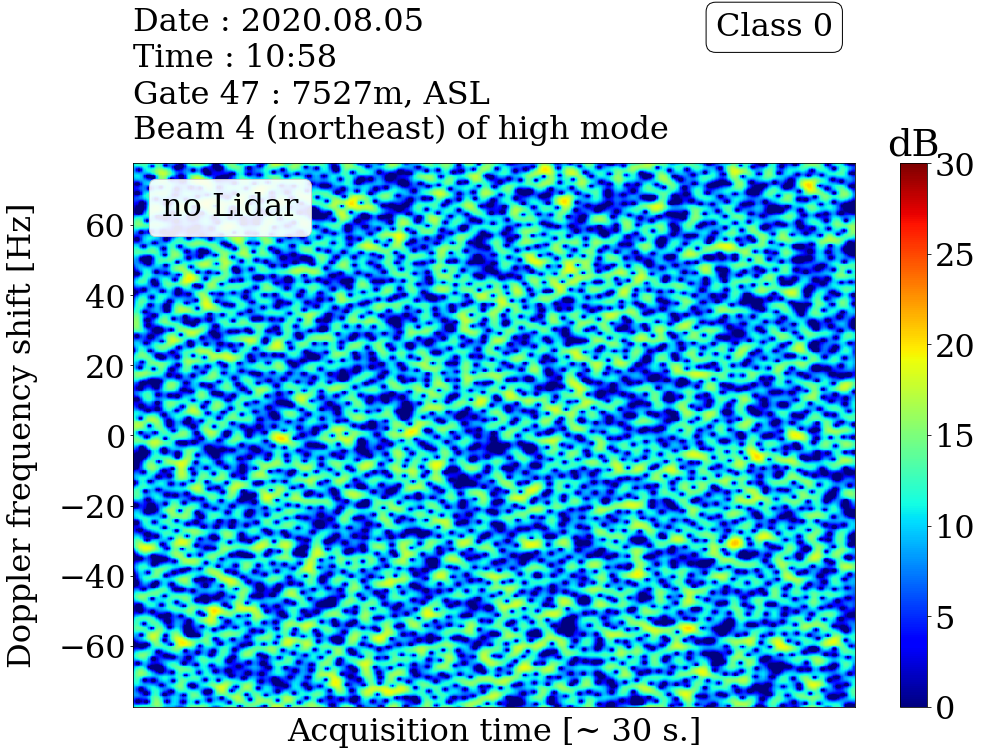 Date : 2020.08.05
Time : 10:58
Gate 47 : 7527m, ASL
Beam 4 (northeast) of high mode
Class 0
dB
no Lidar
Doppler frequency shift [Hz]
60
40
20
0
−20
−40
−60
30
25
20
15
10
5
0
Acquisition time [~ 30 s.]